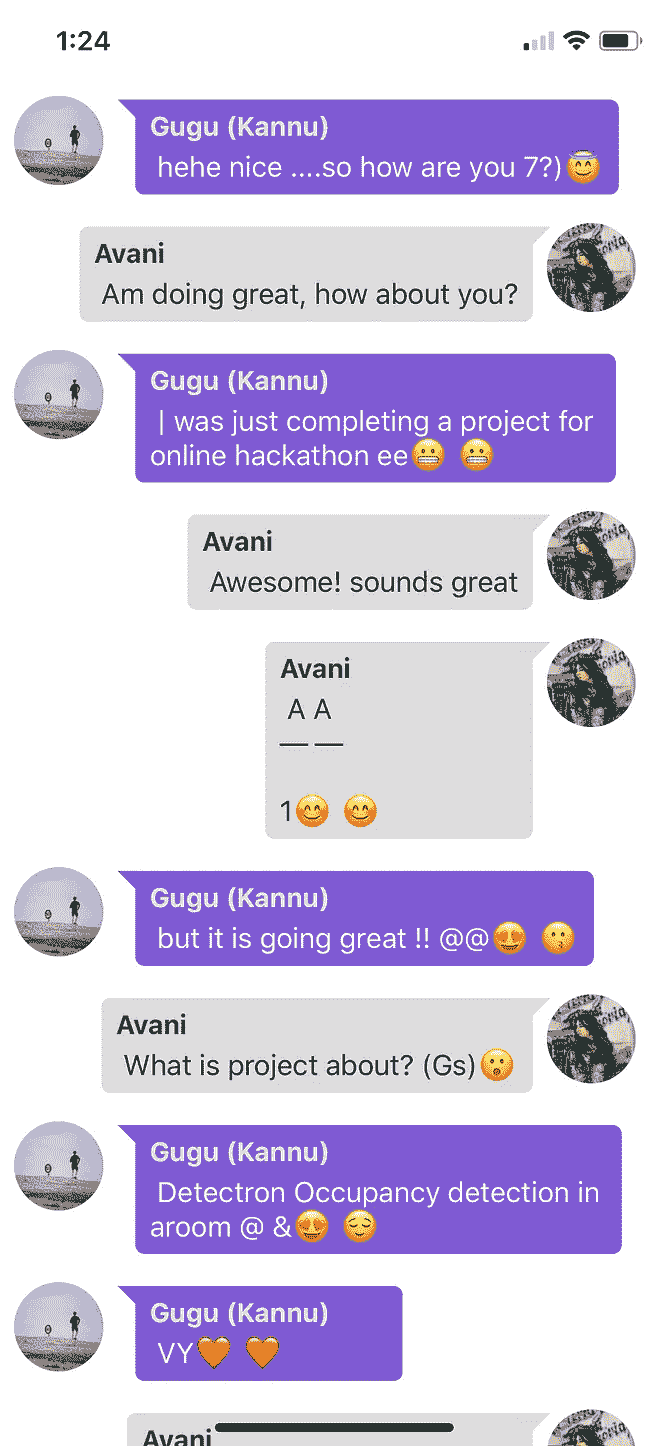 1:24
Gugu (Kannu)
hehe nice ....so how are you 7?)😇
Avani
Am doing great, how about you?
Gugu (Kannu)
| was just completing a project for
online hackathon ee😬 😬
Avani
Awesome! sounds great
Avani
A A
— —
1😊 😊
Gugu (Kannu)
but it is going great !! @@😍 😗
Avani
What is project about? (Gs)😮
Gugu (Kannu)
Detectron Occupancy detection in
aroom @ &😍 😌
Gugu (Kannu)
VY🧡 🧡
Avani